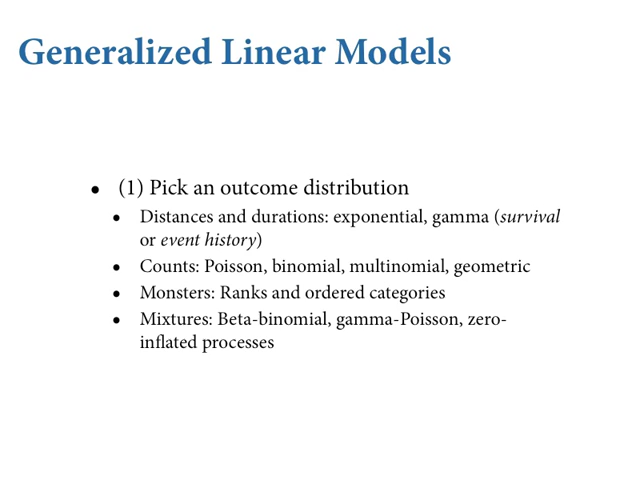 Generalized Linear Models
• (1) Pick an outcome distribution
• Distances and durations: exponential, gamma (survival
or event history)
• Counts: Poisson, binomial, multinomial, geometric
• Monsters: Ranks and ordered categories
• Mixtures: Beta-binomial, gamma-Poisson, zero-
inflated processes